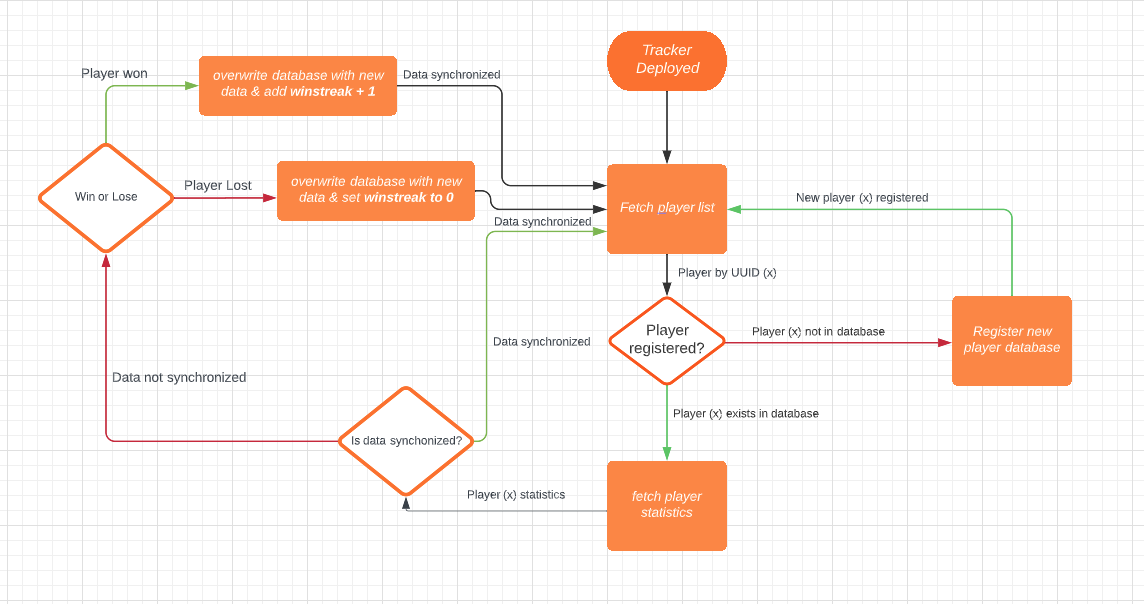 Tracker
Deployed
Player won
overwrite database with new
data & add winstreak + 1
Data synchronized
Win or Lose
Player Lost
overwrite database with new
data & set winstreak to 0
Data synchronized
Fetch player list
New player (x) registered
Player by UUID (x)
Player
registered?
Player (x) not in database
Register new
player database
Data synchronized
Data not synchronized
Player (x) exists in database
Is data synchonized?
Player (x) statistics
fetch player
statistics